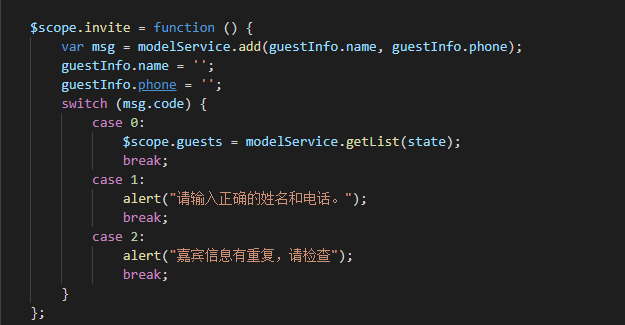 $scope.invite = function () {
    var msg = modelService.add(guestInfo.name, guestInfo.phone);
    guestInfo.name = '';
    guestInfo.phone = '';
    switch (msg.code) {
        case 0:
            $scope.guests = modelService.getList(state);
            break;
        case 1:
            alert("请输入正确的姓名和电话。");
            break;
        case 2:
            alert("嘉宾信息有重复，请检查");
            break;
    }
};